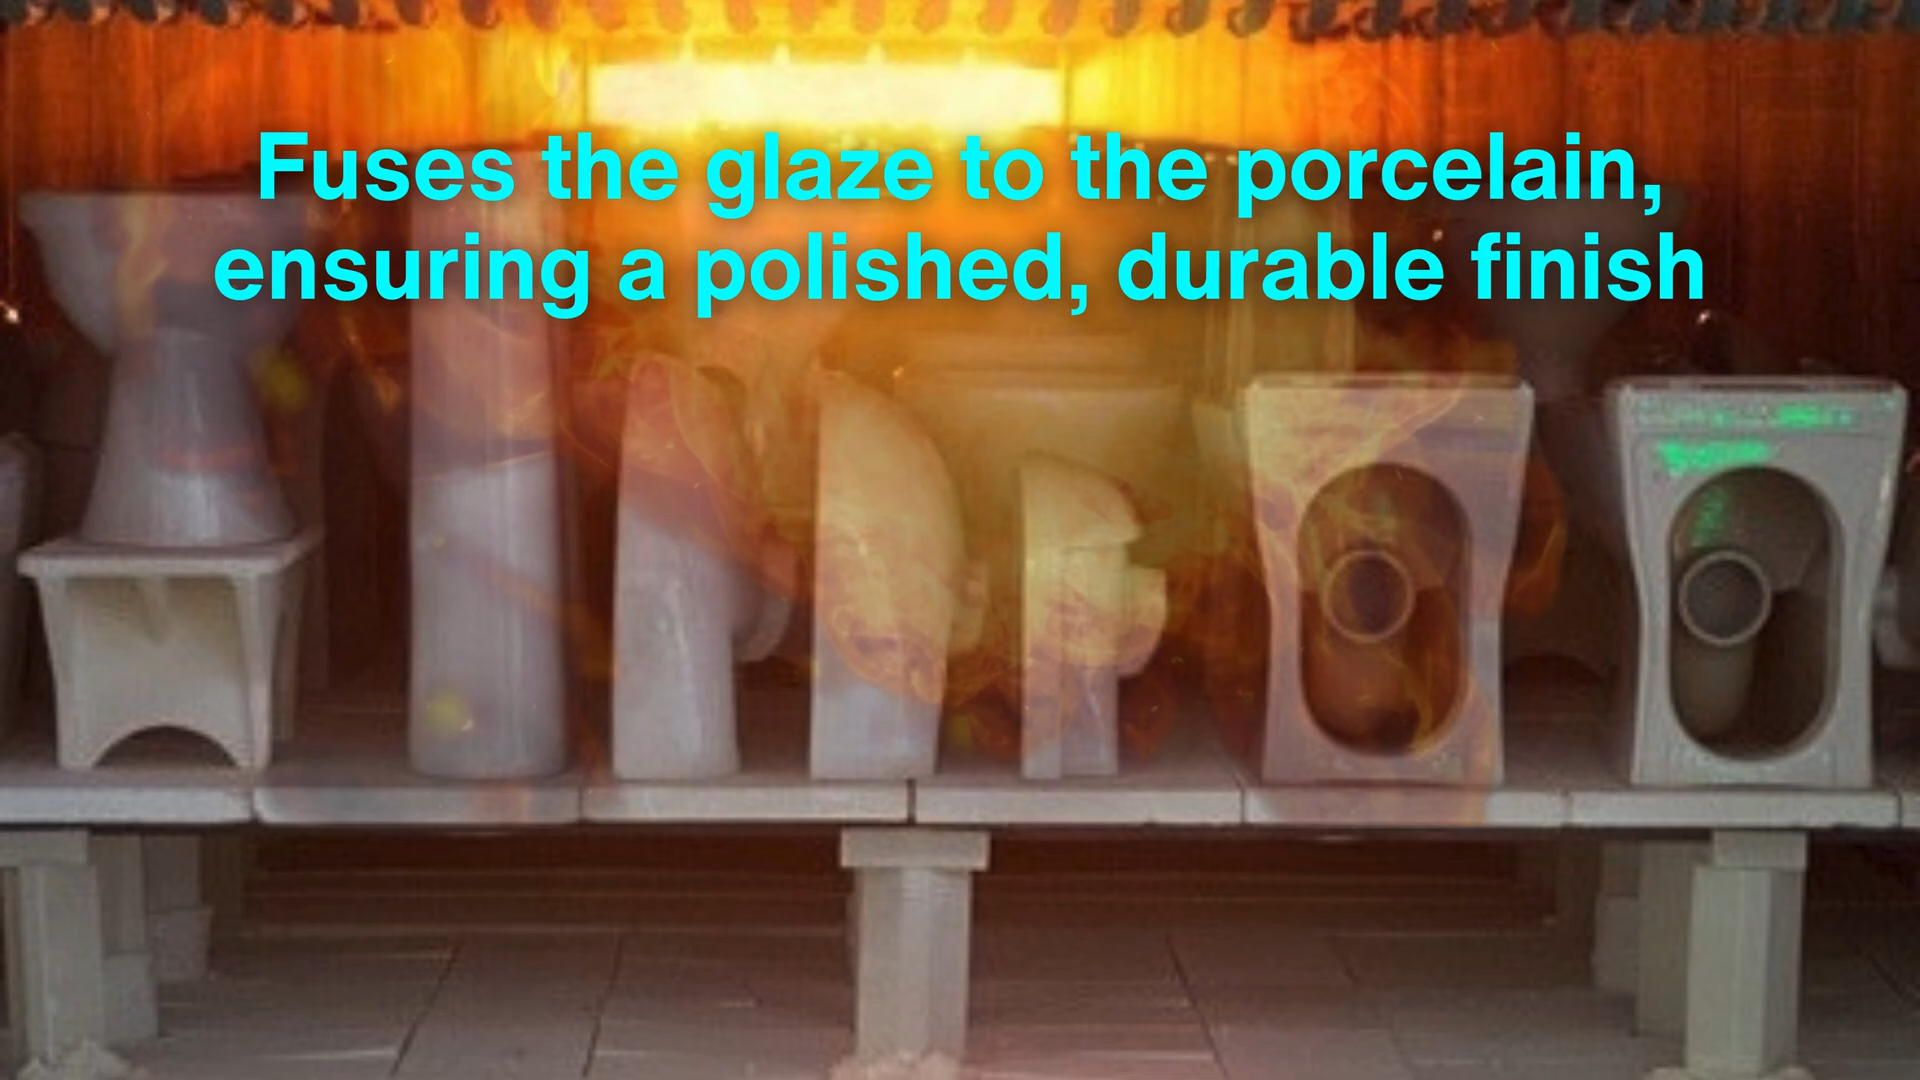 Fuses the glaze to the porcelain,
ensuring a polished, durable finish